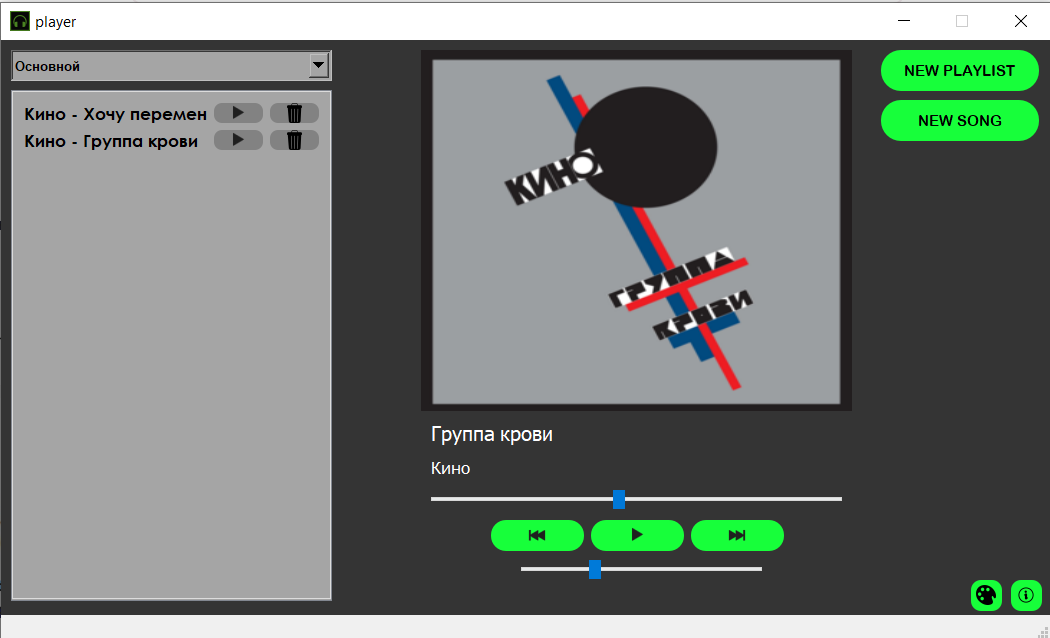 player
Основной
Кино - Хочу перемен
Кино - Группа крови
КИНО
ГРУППА
КРОВИ
Группа крови
Кино
NEW PLAYLIST
NEW SONG